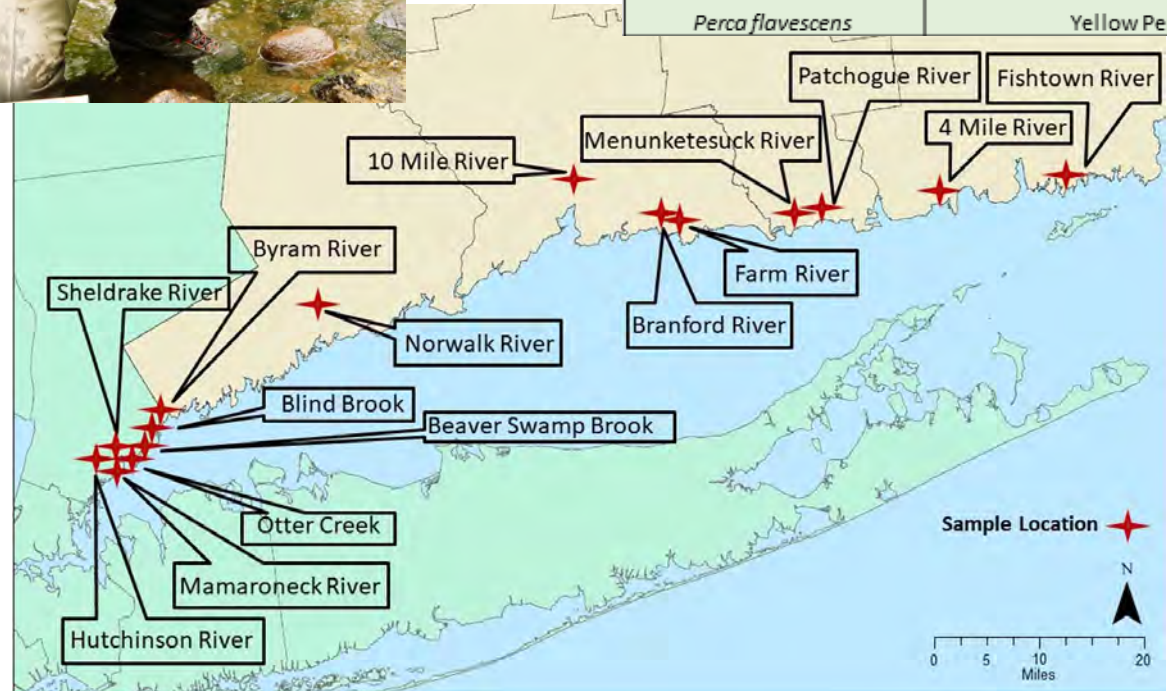 Perca flavescens
Yellow Pe
Patchogue River
Fishtown River
Menunketesuck River
4 Mile River
10 Mile River
Byram River
Farm River
Sheldrake River
Branford River
Norwalk River
Blind Brook
Beaver Swamp Brook
Otter Creek
Sample Location
N
Mamaroneck River
Hutchinson River
0 5 10 20
Miles